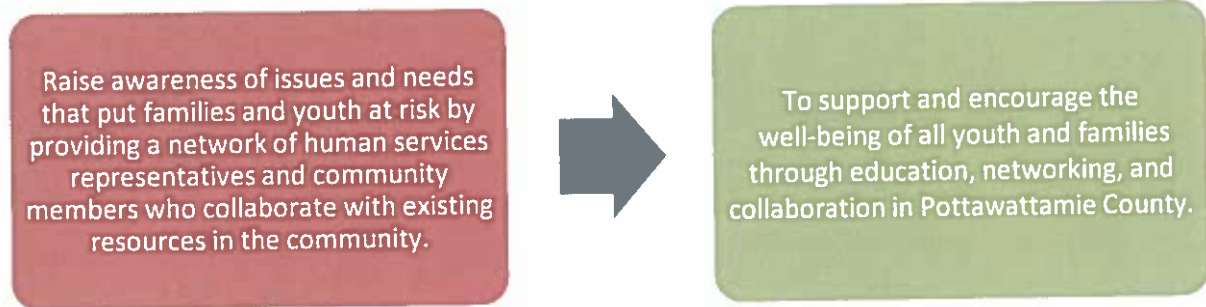 Raise awareness of issues and needs
that put families and youth at risk by
providing a network of human services
representatives and community
members who collaborate with existing
resources in the community.
To support and encourage the
well-being of all youth and families
through education, networking, and
collaboration in Pottawattamie County.